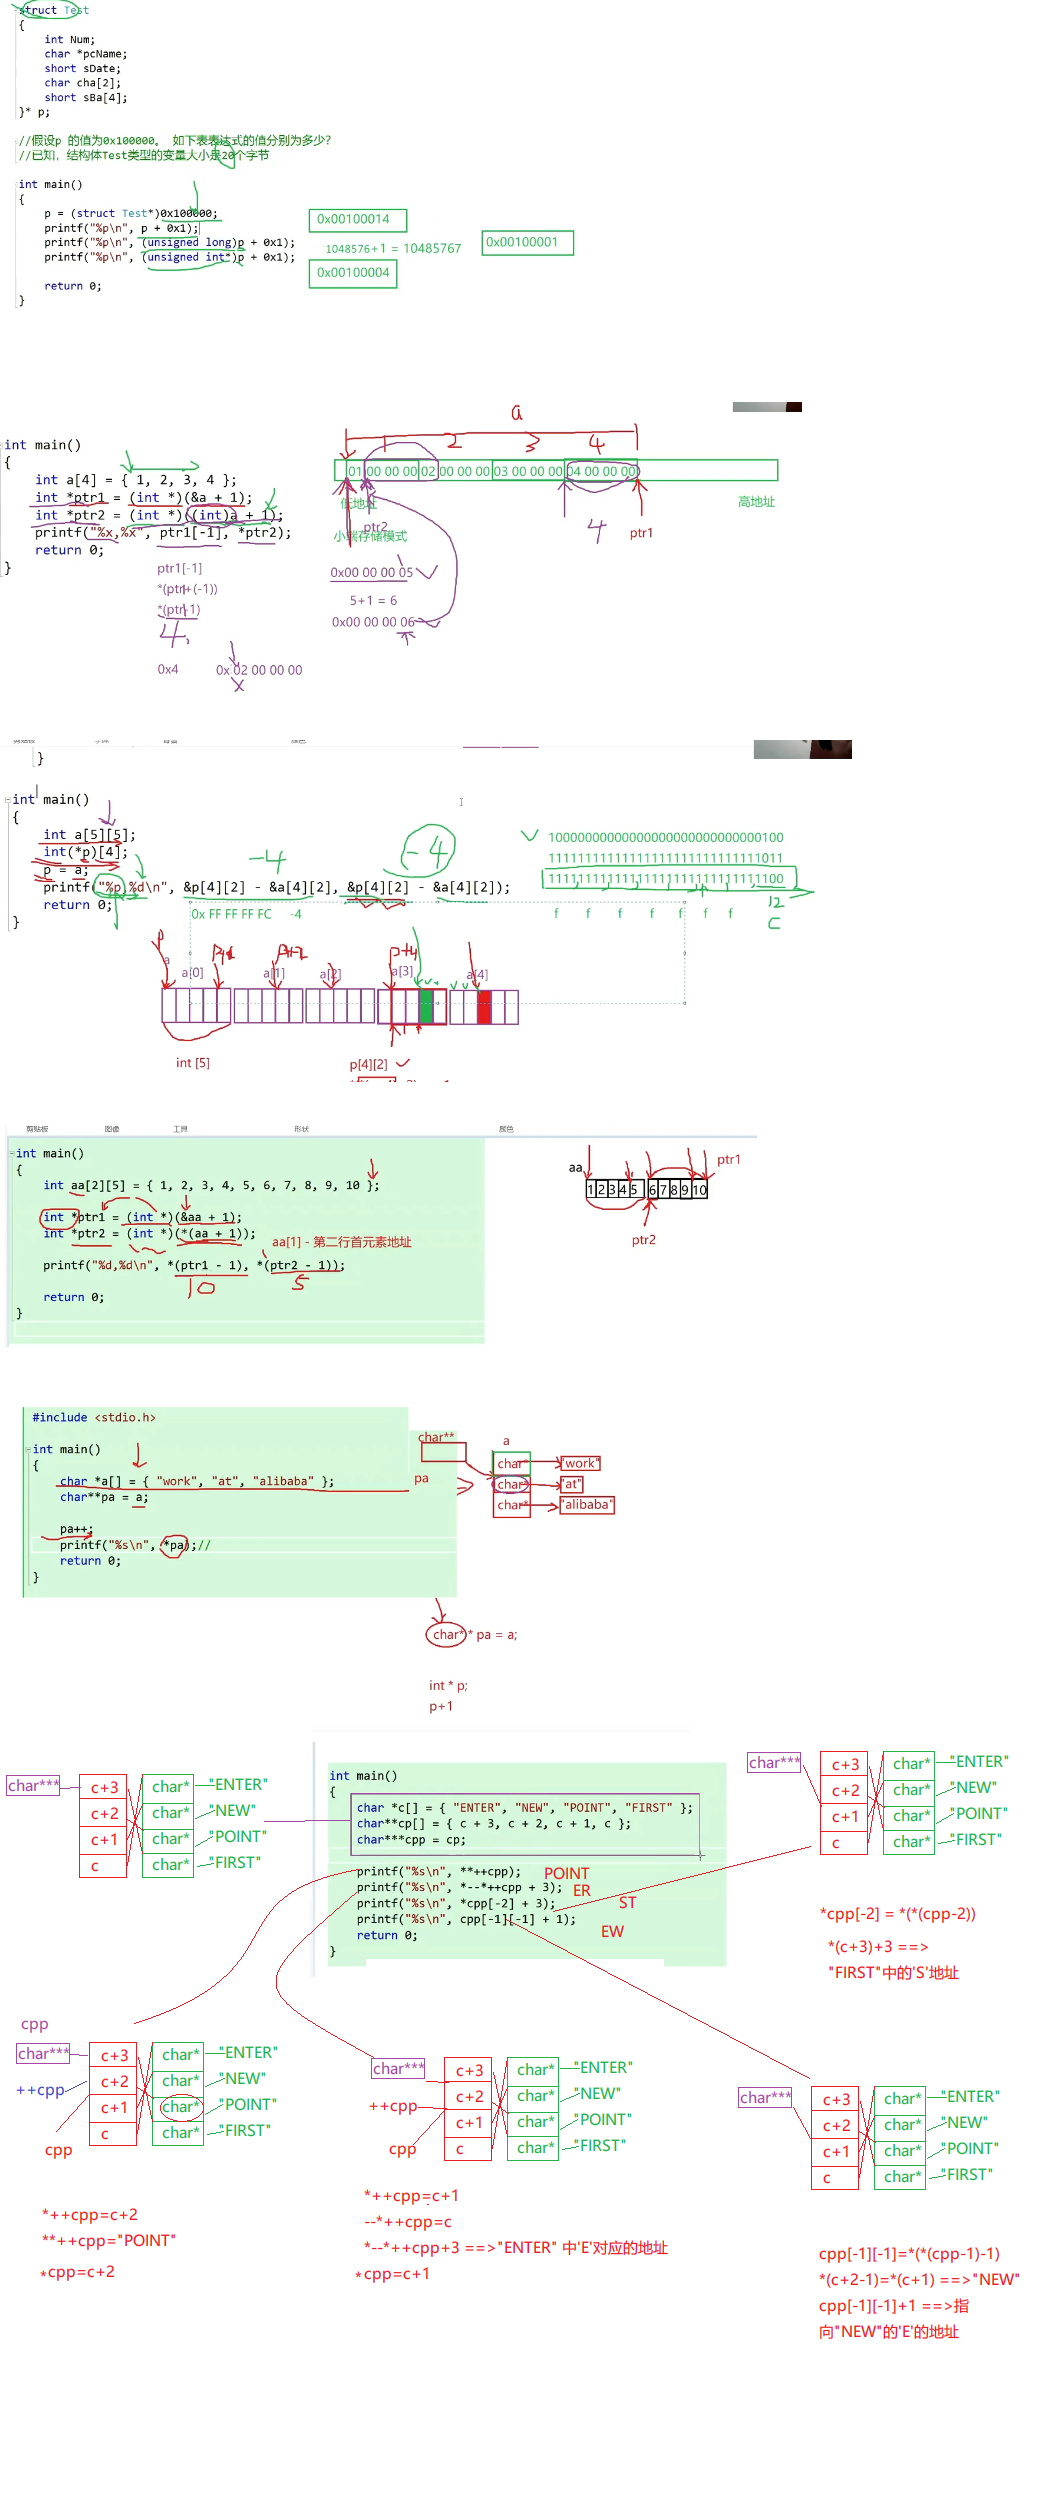 struct Test
{
int Num;
char *pcName;
short sDate;
char cha[2];
short sBa[4];
}* p;
//假设p 的值为0x100000。 如下表表达式的值分别为多少?
//已知，结构体Test类型的变量大小是20个字节
int main()
{
p = (struct Test*)0x100000;
printf("%p\n", p + 0x1);
printf("%p\n", (unsigned long)p + 0x1);
printf("%p\n", (unsigned int*)p + 0x1);
return 0;
}
0x00100014
1048576+1 = 10485767
0x00100001
0x00100004
int main()
{
int a[4] = { 1, 2, 3, 4 };
int *ptr1 = (int *)(&a + 1);
int *ptr2 = (int *)((int)a + 1);
printf("%x,%x", ptr1[-1], *ptr2);
return 0;
}
a
1 2 3 4
01 00 00 00 02 00 00 00 03 00 00 00 04 00 00 00
低地址
高地址
ptr2
小端存储模式
4
ptr1
ptr1[-1]
*(ptr+(-1))
*(ptr-1)
4
0x4
0x 02 00 00 00
0x00 00 00 05
5+1 = 6
0x00 00 00 06
}
int main()
{
int a[5][5];
int(*p)[4];
p = a;
printf("%p,%d\n", &p[4][2] - &a[4][2], &p[4][2] - &a[4][2]);
return 0;
}
-4
-4
10000000000000000000000000000100
11111111111111111111111111111011
11111111111111111111111111111100
-4
12
C
f f f f f f f
0x FF FF FF FC
-4
p
p+1
p+2
p+4
a
a[0]
a[1]
a[2]
a[3]
a[4]
int [5]
p[4][2]
剪贴板
图像
工具
形状
颜色
int main()
{
int aa[2][5] = { 1, 2, 3, 4, 5, 6, 7, 8, 9, 10 };
int *ptr1 = (int *)(&aa + 1);
int *ptr2 = (int *)(*(aa + 1));
aa[1] - 第二行首元素地址
printf("%d,%d\n", *(ptr1 - 1), *(ptr2 - 1));
10
5
return 0;
}
aa
ptr1
1 2 3 4 5 6 7 8 9 10
ptr2
#include <stdio.h>
int main()
{
char *a[] = { "work", "at", "alibaba" };
char**pa = a;
pa++;
printf("%s\n", *pa);//
return 0;
}
char**
pa
a
char* "work"
char* "at"
char* "alibaba"
char* * pa = a;
int * p;
p+1
char***
c+3
c+2
c+1
c
char* "ENTER"
char* "NEW"
char* "POINT"
char* "FIRST"
int main()
{
char *c[] = { "ENTER", "NEW", "POINT", "FIRST" };
char**cp[] = { c + 3, c + 2, c + 1, c };
char***cpp = cp;
printf("%s\n", **++cpp);
POINT
printf("%s\n", *--*++cpp + 3);
ER
printf("%s\n", *cpp[-2] + 3);
ST
printf("%s\n", cpp[-1][-1] + 1);
EW
return 0;
}
char***
c+3
c+2
c+1
c
char* "ENTER"
char* "NEW"
char* "POINT"
char* "FIRST"
*cpp[-2] = *(*(cpp-2))
*(c+3)+3 ==>
"FIRST"中的'S'地址
cpp
char***
++cpp
cpp
c+3
c+2
c+1
c
char* "ENTER"
char* "NEW"
char* "POINT"
char* "FIRST"
*++cpp=c+2
**++cpp="POINT"
*cpp=c+2
char***
++cpp
cpp
c+3
c+2
c+1
c
char* "ENTER"
char* "NEW"
char* "POINT"
char* "FIRST"
*++cpp=c+1
--*++cpp=c
*--*++cpp+3 ==>"ENTER" 中'E'对应的地址
*cpp=c+1
char***
c+3
c+2
c+1
c
char* "ENTER"
char* "NEW"
char* "POINT"
char* "FIRST"
cpp[-1][-1]=*(*(cpp-1)-1)
*(c+2-1)=*(c+1) ==>"NEW"
cpp[-1][-1]+1 ==>指
向"NEW"的'E'的地址